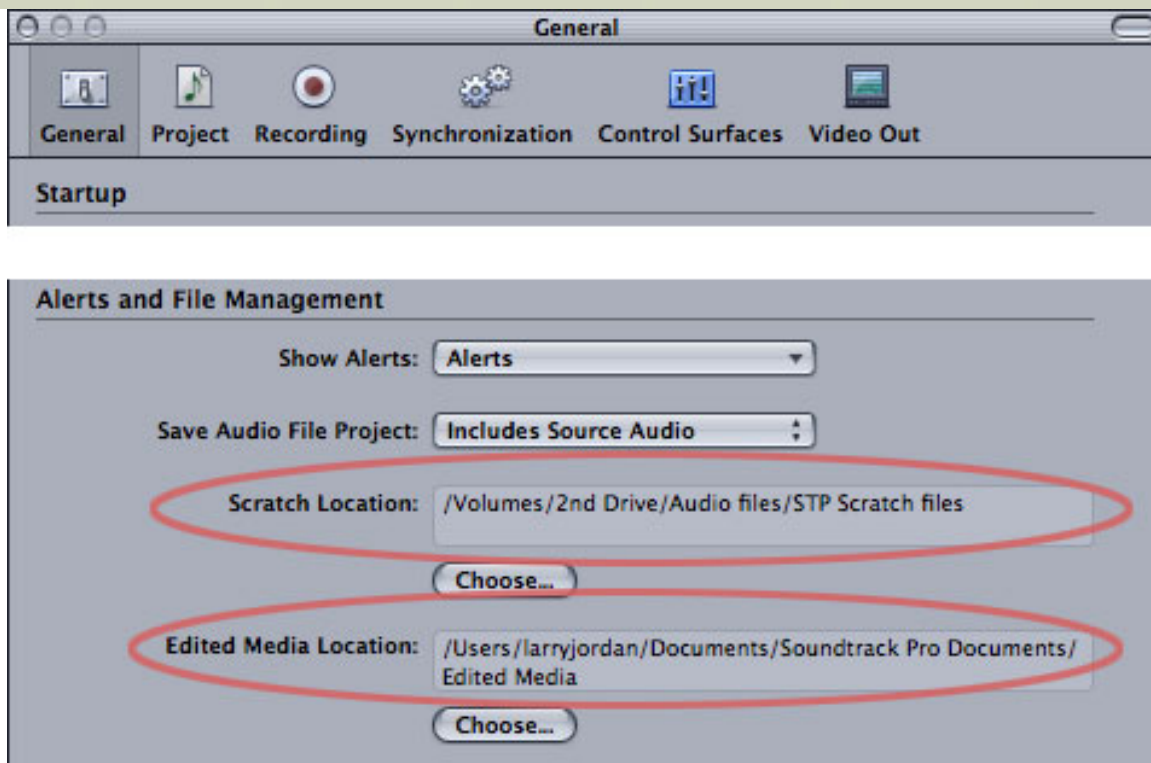 General
General Project Recording Synchronization Control Surfaces Video Out
Startup
Alerts and File Management
Show Alerts: Alerts
Save Audio File Project: Includes Source Audio
Scratch Location: /Volumes/2nd Drive/Audio files/STP Scratch files
Choose...
Edited Media Location: /Users/larryjordan/Documents/Soundtrack Pro Documents/
Edited Media
Choose...